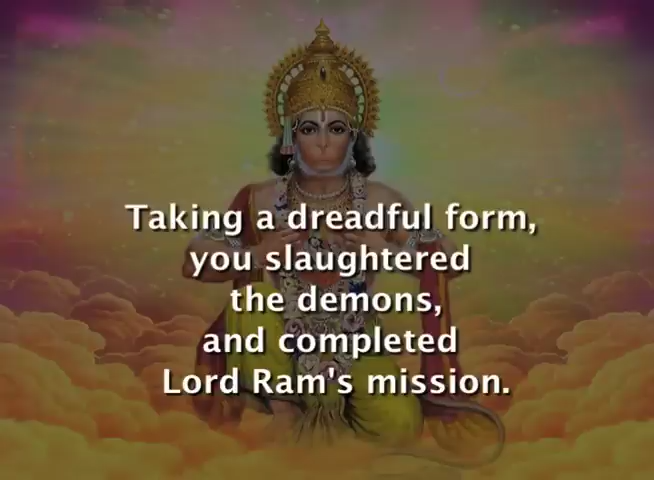 Taking a dreadful form,
you slaughtered
the demons,
and completed
Lord Ram's mission.